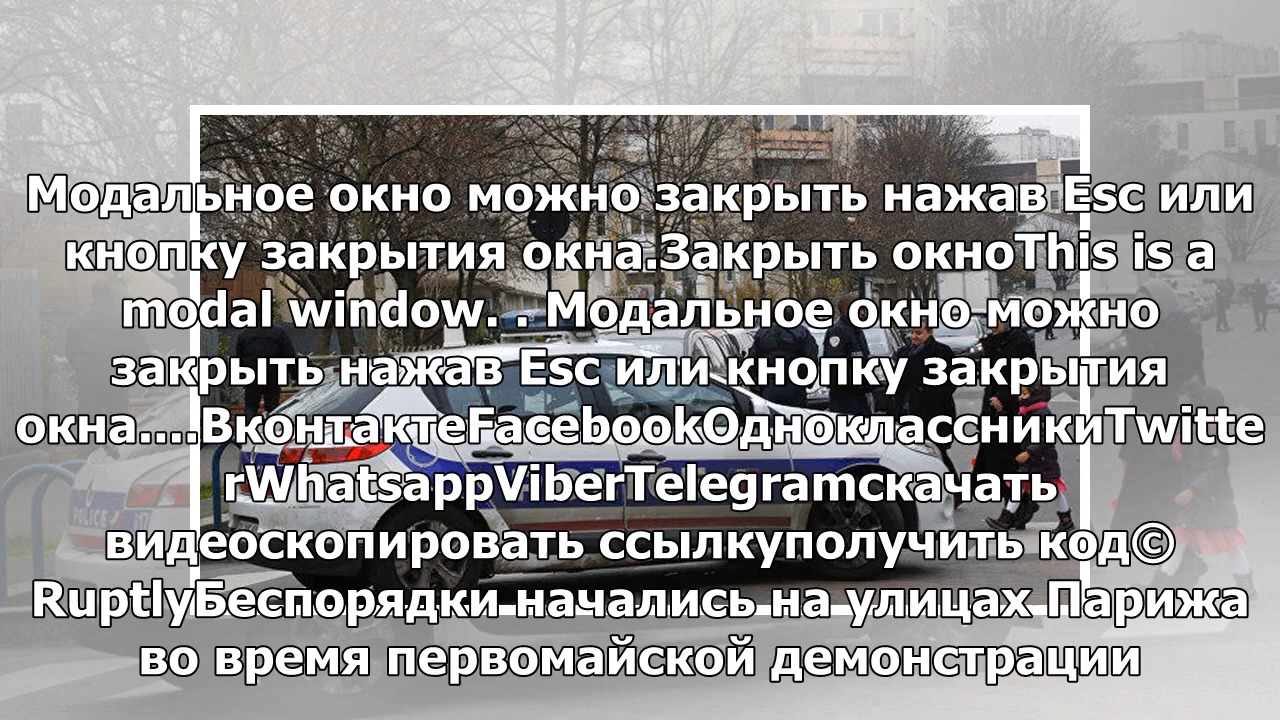 Модальное окно можно закрыть нажав Esc или
кнопку закрытия окна.Закрыть окноThis is a
modal window. . Модальное окно можно
закрыть нажав Esc или кнопку закрытия
окна....ВконтактеFacebookОдноклассникиTwitte
rWhatsappViberTelegramскачать
видеоскопировать ссылкуполучить код©
RuptlyБеспорядки начались на улицах Парижа
во время первомайской демонстрации
POLICE